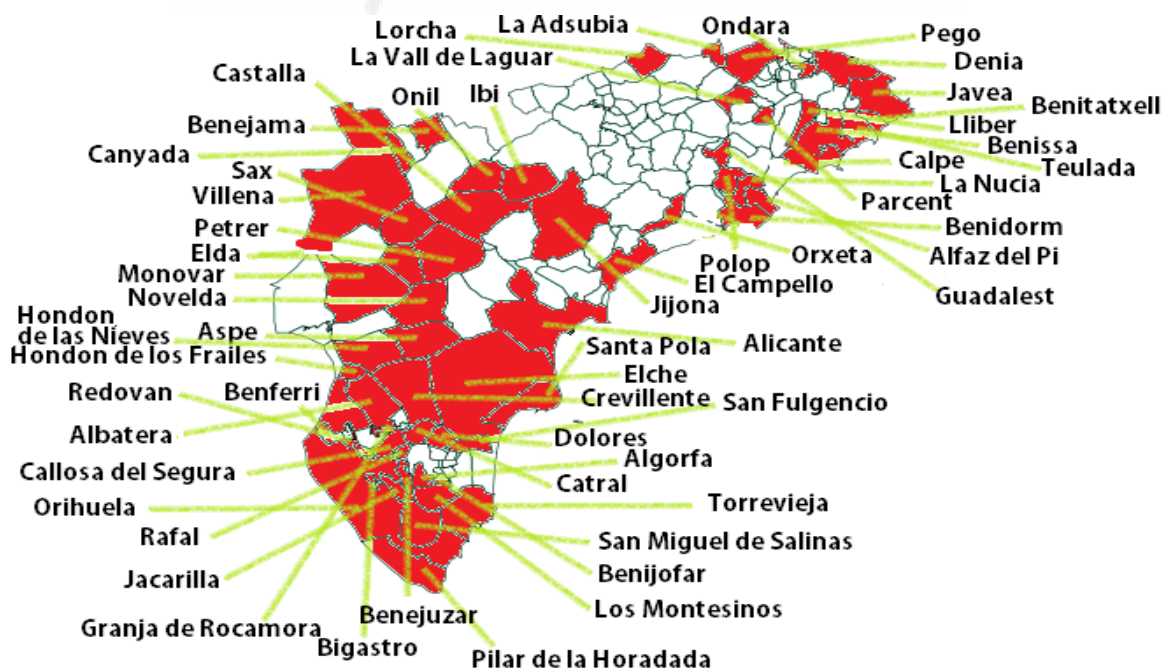 La Adsubia
Ondara
Lorcha
Pego
La Vall de Laguar
Denia
Castalla
Javea
Onil
Ibi
Benitatxell
Benejama
Lliber
Benissa
Canyada
Calpe
Teulada
Sax
La Nucia
Villena
Parcent
Petrer
Benidorm
Elda
Orxeta
Alfaz del Pi
Monovar
Polop
El Campello
Novelda
Jijona
Guadalest
Hondon
de las Nieves
Aspe
Santa Pola
Alicante
Hondon de los Frailes
Elche
Redovan
Benferri
Crevillente
San Fulgencio
Albatera
Dolores
Algorfa
Callosa del Segura
Catral
Orihuela
Torrevieja
Rafal
San Miguel de Salinas
Jacarilla
Benijofar
Los Montesinos
Benejuzar
Granja de Rocamora
Bigastro
Pilar de la Horadada